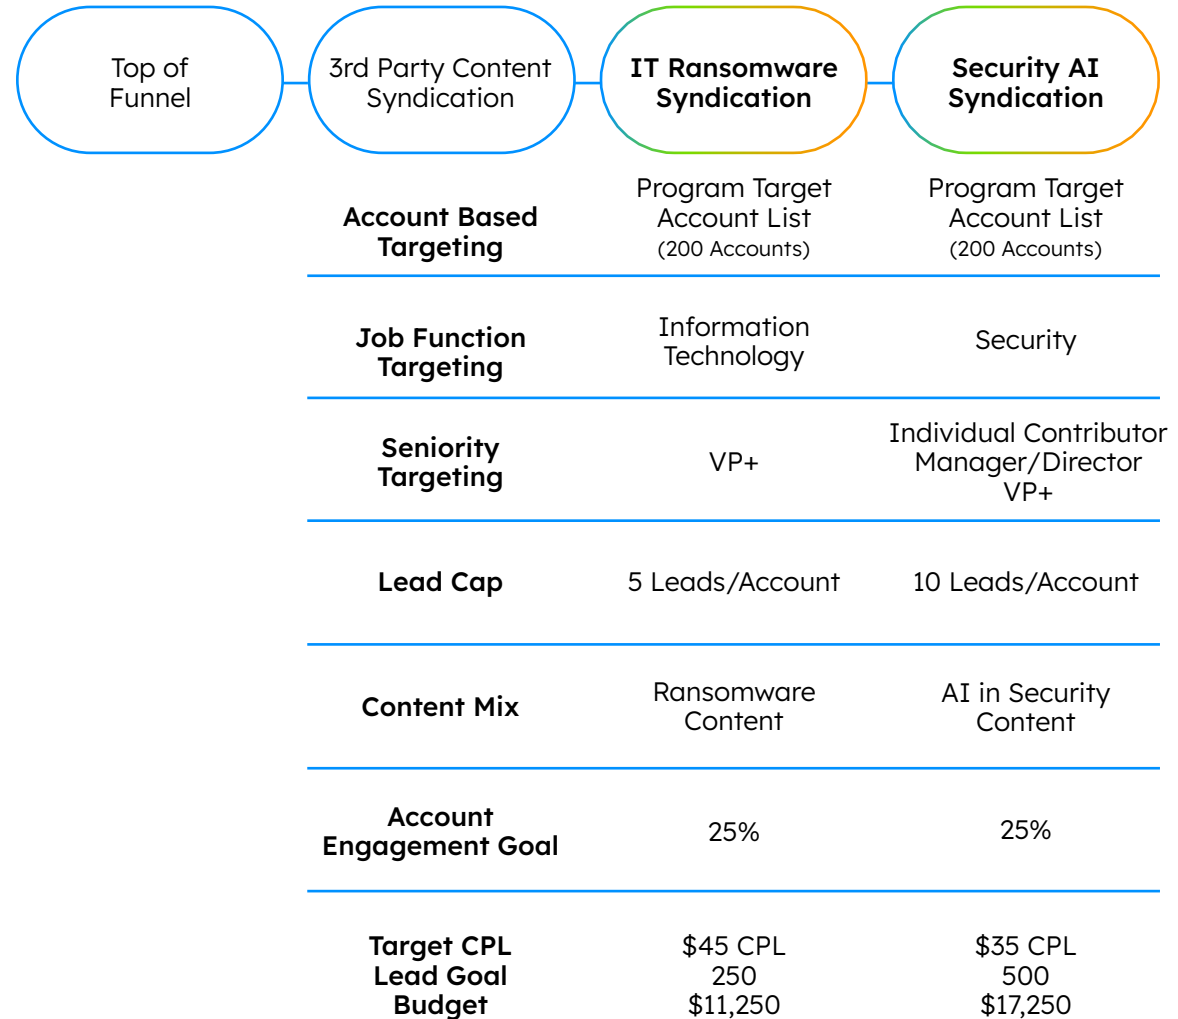 Top of
Funnel
3rd Party Content
Syndication
IT Ransomware
Syndication
Security AI
Syndication
Account Based
Targeting
Program Target
Account List
(200 Accounts)
Program Target
Account List
(200 Accounts)
Job Function
Targeting
Information
Technology
Security
Seniority
Targeting
VP+
Individual Contributor
Manager/Director
VP+
Lead Cap
5 Leads/Account
10 Leads/Account
Content Mix
Ransomware
Content
AI in Security
Content
Account
Engagement Goal
25%
25%
Target CPL
Lead Goal
Budget
$45 CPL
250
$11,250
$35 CPL
500
$17,250